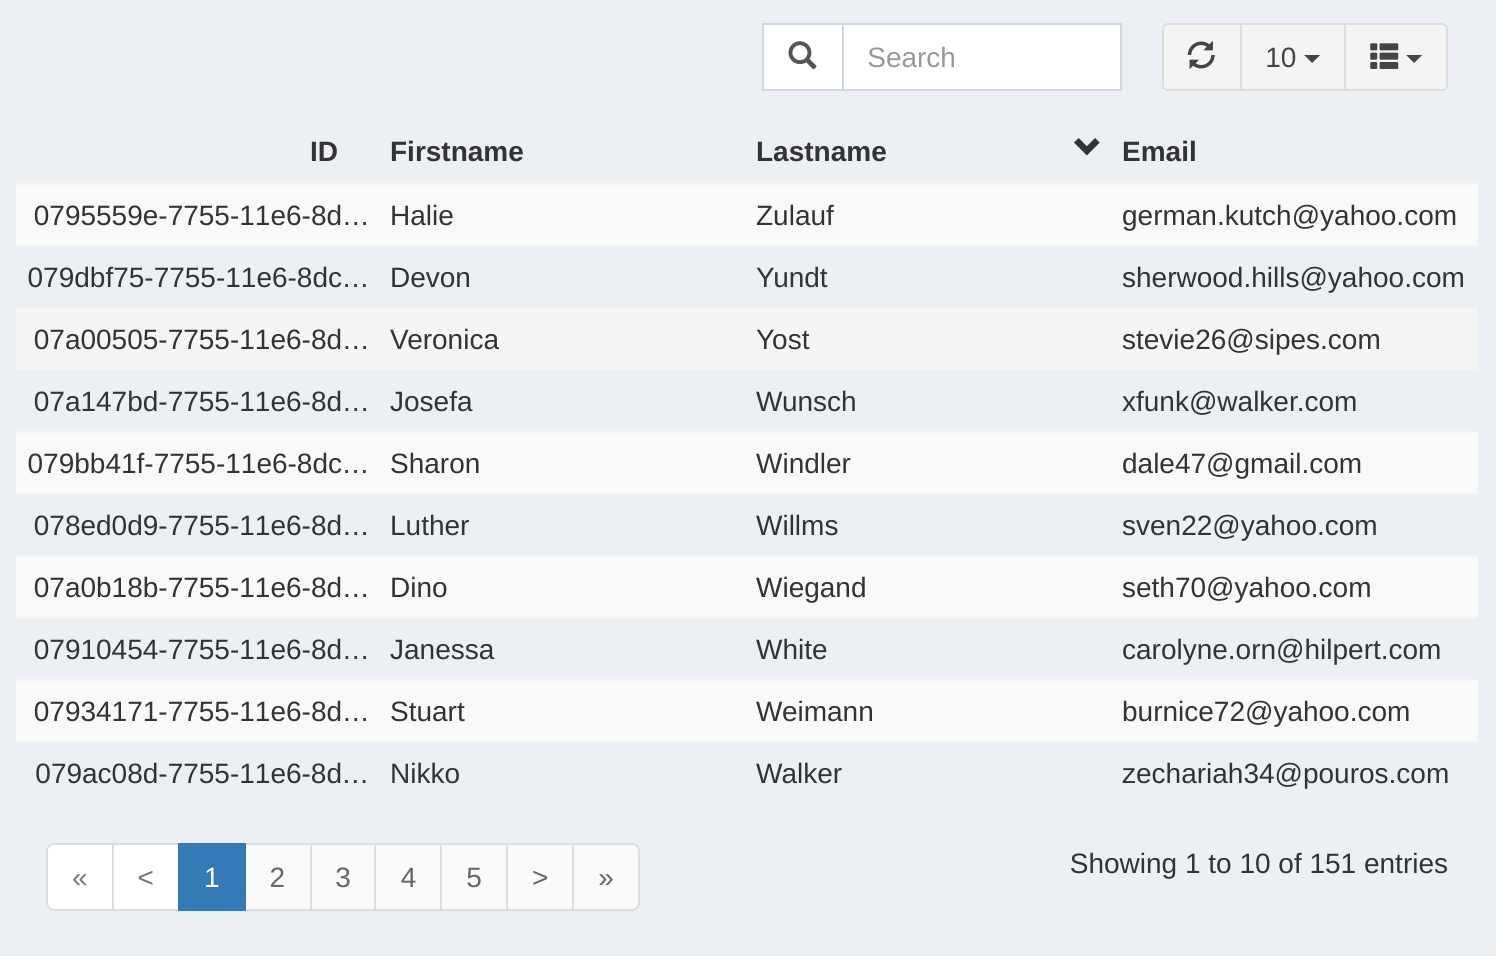 Search 10
ID Firstname Lastname Email
0795559e-7755-11e6-8d… Halie Zulauf german.kutch@yahoo.com
079dbf75-7755-11e6-8dc… Devon Yundt sherwood.hills@yahoo.com
07a00505-7755-11e6-8d… Veronica Yost stevie26@sipes.com
07a147bd-7755-11e6-8d… Josefa Wunsch xfunk@walker.com
079bb41f-7755-11e6-8dc… Sharon Windler dale47@gmail.com
078ed0d9-7755-11e6-8d… Luther Willms sven22@yahoo.com
07a0b18b-7755-11e6-8d… Dino Wiegand seth70@yahoo.com
07910454-7755-11e6-8d… Janessa White carolyne.orn@hilpert.com
07934171-7755-11e6-8d… Stuart Weimann burnice72@yahoo.com
079ac08d-7755-11e6-8d… Nikko Walker zechariah34@pouros.com
« < 1 2 3 4 5 > » Showing 1 to 10 of 151 entries